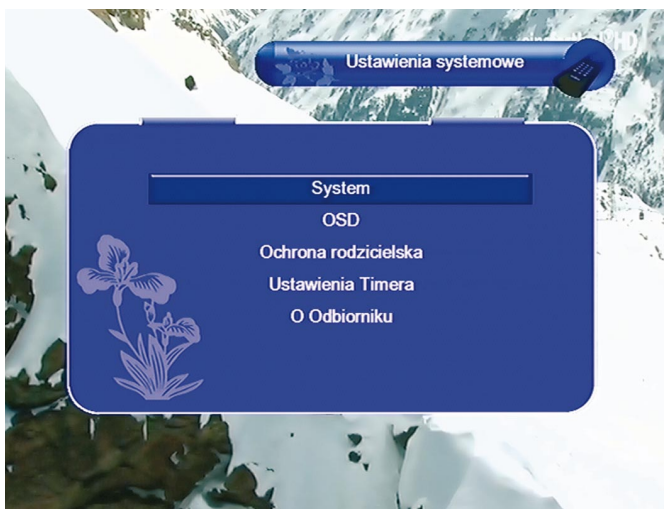 Ustawienia systemowe
System
OSD
Ochrona rodzicielska
Ustawienia Timera
O Odbiorniku